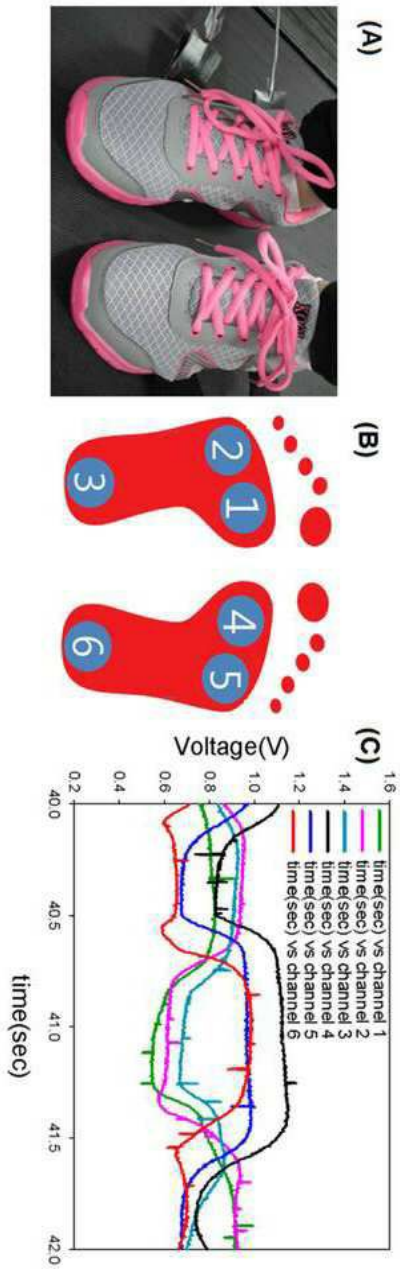 (A)
(B)
2
1
3
4
5
6
(C)
Voltage(V)
1.6
1.4
1.2
1.0
0.8
0.6
0.4
0.2
time(sec) vs channel 1
time(sec) vs channel 2
time(sec) vs channel 3
time(sec) vs channel 4
time(sec) vs channel 5
time(sec) vs channel 6
40.0
40.5
41.0
41.5
42.0
time(sec)